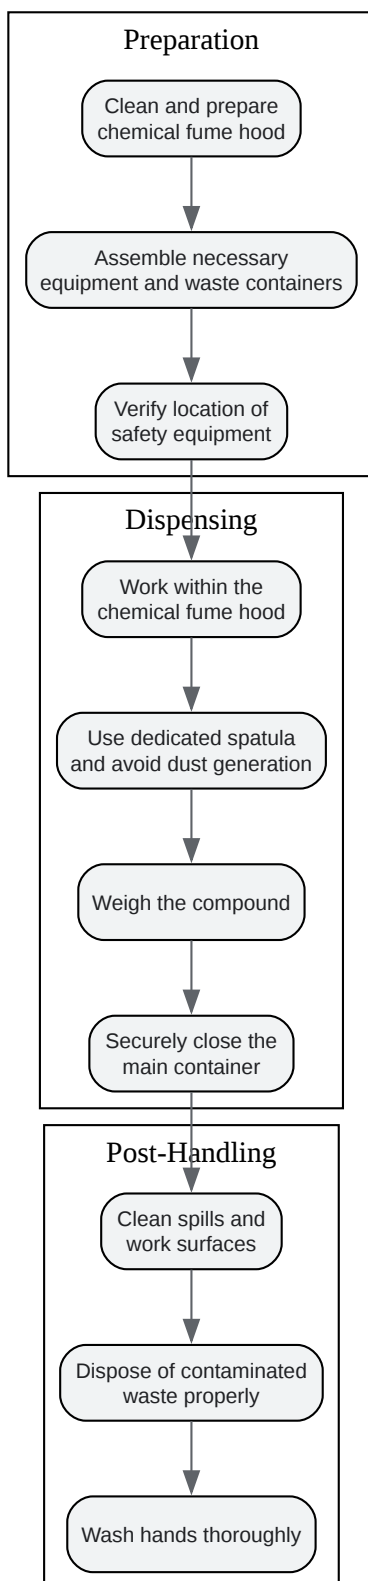 Preparation
Clean and prepare
chemical fume hood
Assemble necessary
equipment and waste containers
Verify location of
safety equipment
Dispensing
Work within the
chemical fume hood
Use dedicated spatula
and avoid dust generation
Weigh the compound
Securely close the
main container
Post-Handling
Clean spills and
work surfaces
Dispose of contaminated
waste properly
Wash hands thoroughly